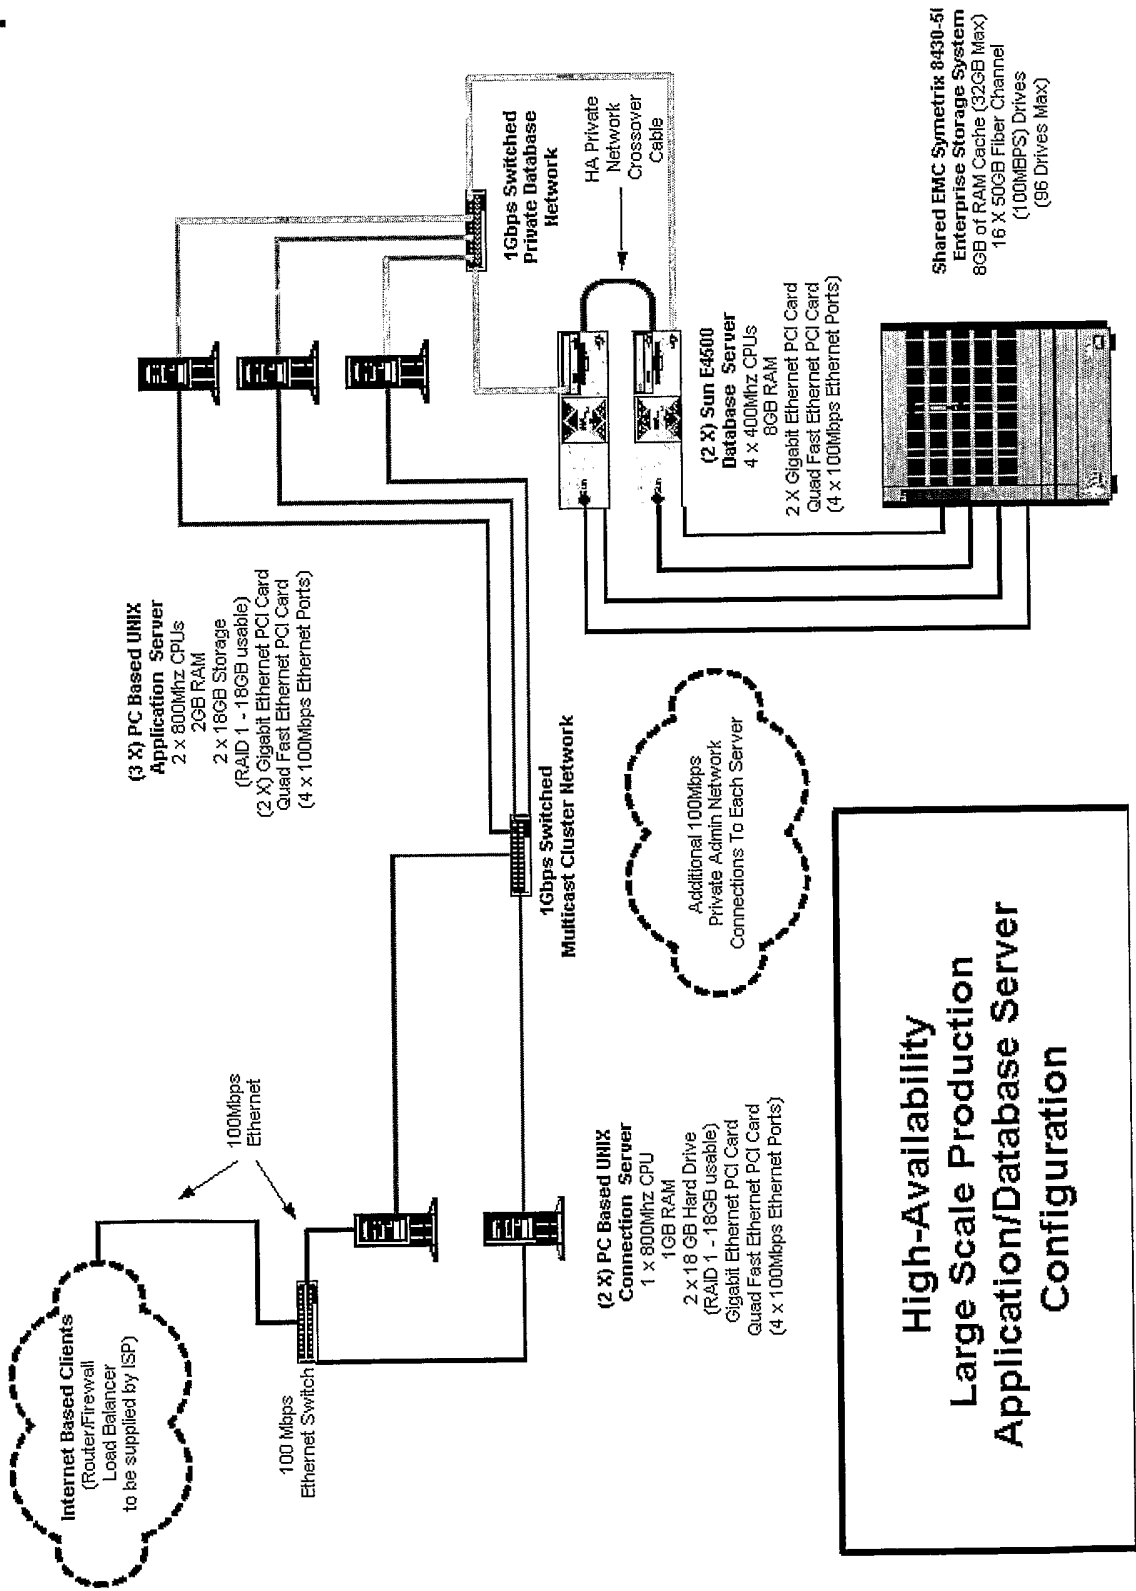 Internet Based Clients
(Router/Firewall
Load Balancer
to be supplied by ISP)
100Mbps
Ethernet
100 Mbps
Ethernet Switch
(2 X) PC Based UNIX
Connection Server
1 x 800Mhz CPU
1GB RAM
2 x 18 GB Hard Drive
(RAID 1 - 18GB usable)
Gigabit Ethernet PCI Card
Quad Fast Ethernet PCI Card
(4 x 100Mbps Ethernet Ports)
1Gbps Switched
Multicast Cluster Network
(3 X) PC Based UNIX
Application Server
2 x 800Mhz CPUs
2GB RAM
2 x 18GB Storage
(RAID 1 - 18GB usable)
(2 X) Gigabit Ethernet PCI Card
Quad Fast Ethernet PCI Card
(4 x 100Mbps Ethernet Ports)
1Gbps Switched
Private Database
Network
HA Private
Network
Crossover
Cable
(2 X) Sun E4500
Database Server
4 x 400Mhz CPUs
8GB RAM
2 X Gigabit Ethernet PCI Card
Quad Fast Ethernet PCI Card
(4 x 100Mbps Ethernet Ports)
Additional 100Mbps
Private Admin Network
Connections To Each Server
Shared EMC Symetrix
Enterprise Storage System
8GB of RAM Cache (32GB Max)
16 X 50GB Fiber Channel
(100MBPS) Drives
(96 Drives Max)
High-Availability
Large Scale Production
Application/Database Server
Configuration